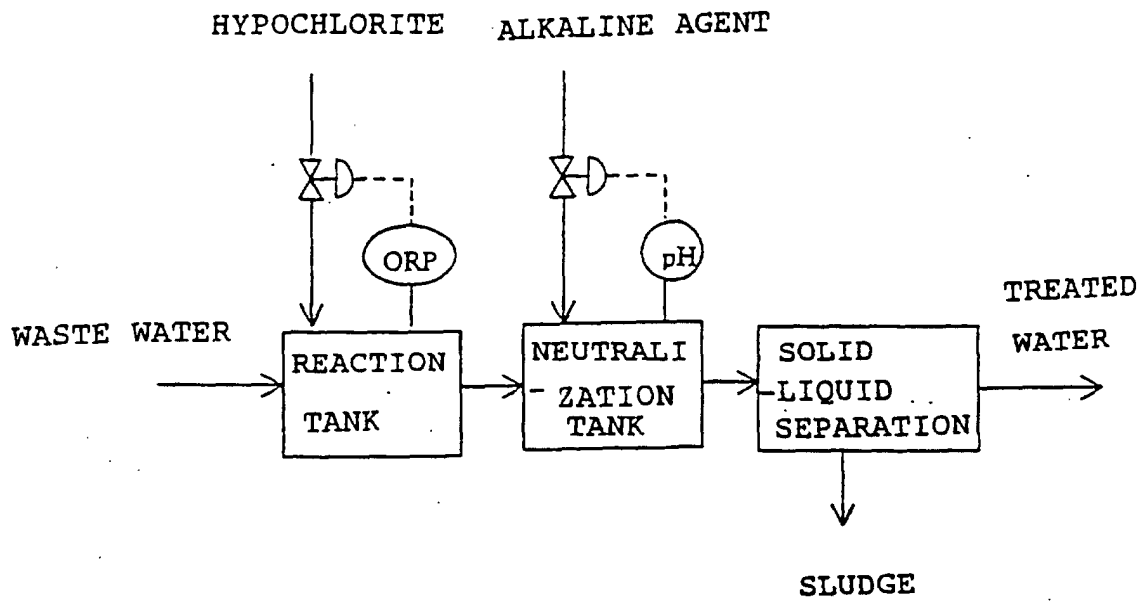 HYPOCHLORITE
ALKALINE AGENT
ORP
pH
WASTE WATER
REACTION
TANK
NEUTRALI
- ZATION
TANK
SOLID
-LIQUID
SEPARATION
TREATED
WATER
SLUDGE